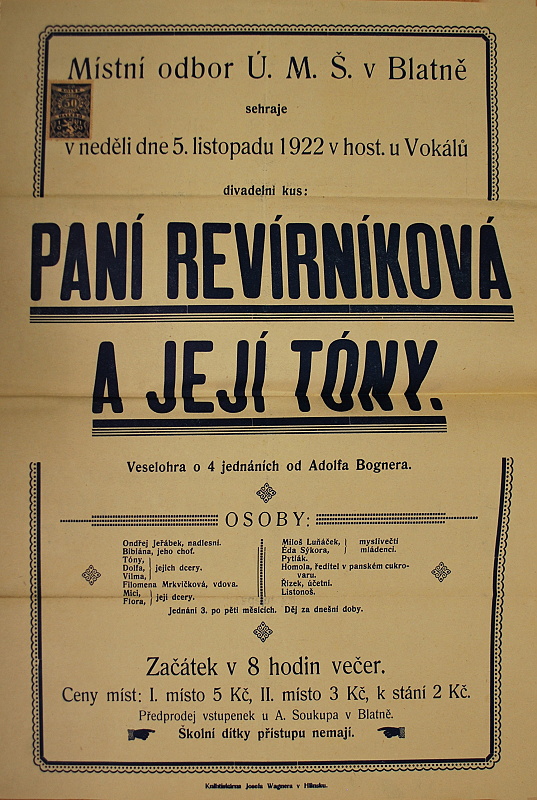 Místní odbor Ú. M. Š. v Blatně
50
sehraje
v neděli dne 5. listopadu 1922 v host. u Vokálů
divadelní kus:
PANÍ REVÍRNÍKOVÁ
A JEJÍ TÓNY.
Veselohra o 4 jednáních od Adolfa Bognera.
OSOBY:
Ondřej Jeřábek, nadlesní.
Bibiána, jeho choť.
Tóny,
Dolfa, jejich dcery.
Vilma,
Filomena Mrkvičková, vdova.
Mici, její dcery.
Flora,
Miloš Luňáček, myslivečtí
Éda Sýkora, mládenci.
Pytlák.
Homola, ředitel v panském cukro-
varu.
Řízek, účetní.
Listonoš.
Jednání 3. po pěti měsících. Děj za dnešní doby.
Začátek v 8 hodin večer.
Ceny míst: I. místo 5 Kč, II. místo 3 Kč, k stání 2 Kč.
Předprodej vstupenek u A. Soukupa v Blatně.
Školní dítky přístupu nemají.
Knihtiskárna Josefa Wagnera v Hlinsku.